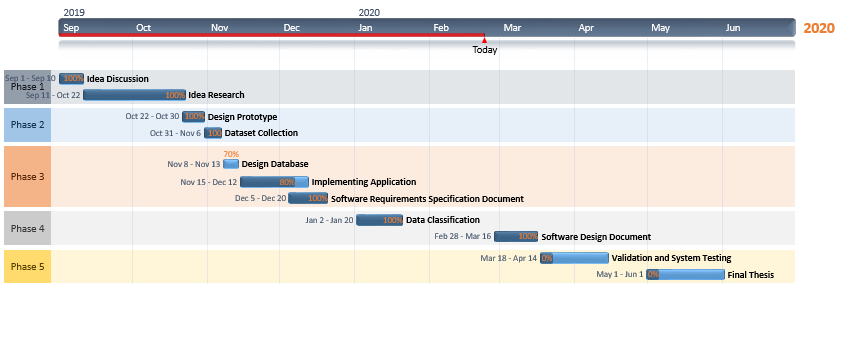 2019 2020
Sep Oct Nov Dec Jan Feb Mar Apr May Jun 2020
Today
Phase 1
Sep 1 - Sep 10 100% Idea Discussion
Sep 11 - Oct 22 100% Idea Research
Phase 2
Oct 22 - Oct 30 100% Design Prototype
Oct 31 - Nov 6 100 Dataset Collection
Phase 3
70%
Nov 8 - Nov 13 Design Database
Nov 15 - Dec 12 80% Implementing Application
Dec 5 - Dec 20 100% Software Requirements Specification Document
Phase 4
Jan 2 - Jan 20 100% Data Classification
Feb 28 - Mar 16 100% Software Design Document
Phase 5
Mar 18 - Apr 14 0% Validation and System Testing
May 1 - Jun 1 0% Final Thesis